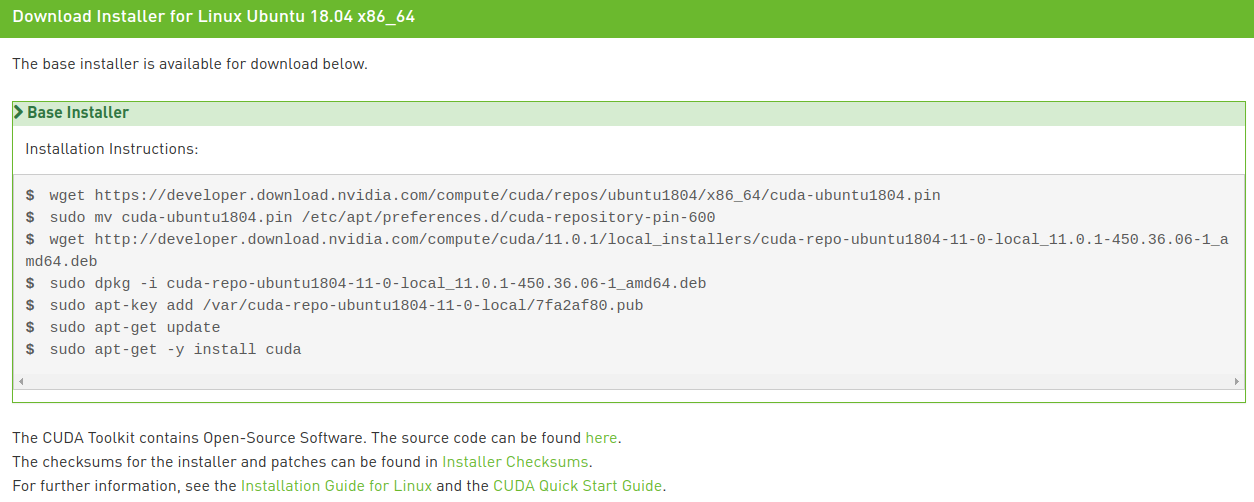 Download Installer for Linux Ubuntu 18.04 x86_64
The base installer is available for download below.
Base Installer
Installation Instructions:
$ wget https://developer.download.nvidia.com/compute/cuda/repos/ubuntu1804/x86_64/cuda-ubuntu1804.pin
$ sudo mv cuda-ubuntu1804.pin /etc/apt/preferences.d/cuda-repository-pin-600
$ wget http://developer.download.nvidia.com/compute/cuda/11.0.1/local_installers/cuda-repo-ubuntu1804-11-0-local_11.0.1-450.36.06-1_a
md64.deb
$ sudo dpkg -i cuda-repo-ubuntu1804-11-0-local_11.0.1-450.36.06-1_amd64.deb
$ sudo apt-key add /var/cuda-repo-ubuntu1804-11-0-local/7fa2af80.pub
$ sudo apt-get update
$ sudo apt-get -y install cuda
The CUDA Toolkit contains Open-Source Software. The source code can be found here.
The checksums for the installer and patches can be found in Installer Checksums.
For further information, see the Installation Guide for Linux and the CUDA Quick Start Guide.